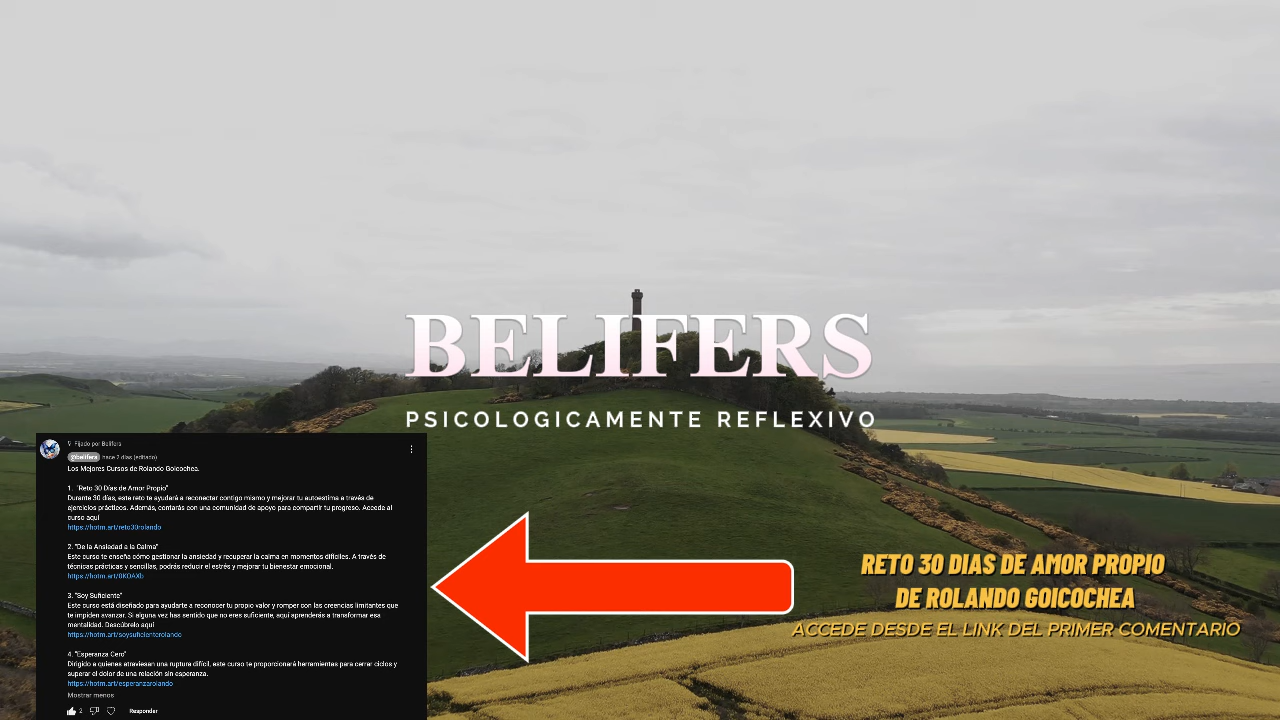 BELIFERS
PSICOLOGICAMENTE REFLEXIVO
Fijado por Belifers
@belifers hace 2 días (editado)
Los Mejores Cursos de Rolando Goicochea.
1. "Reto 30 Días de Amor Propio"
Durante 30 días, este reto te ayudará a reconectar contigo mismo y mejorar tu autoestima a través de
ejercicios prácticos. Además, contarás con una comunidad de apoyo para compartir tu progreso. Accede al
curso aquí
https://hotm.art/reto30rolando
2. "De la Ansiedad a la Calma"
Este curso te enseña cómo gestionar la ansiedad y recuperar la calma en momentos difíciles. A través de
técnicas prácticas y sencillas, podrás reducir el estrés y mejorar tu bienestar emocional.
https://hotm.art/0KOAXb
3. "Soy Suficiente"
Este curso está diseñado para ayudarte a reconocer tu propio valor y romper con las creencias limitantes que
te impiden avanzar. Si alguna vez has sentido que no eres suficiente, aquí aprenderás a transformar esa
mentalidad. Descúbrelo aquí
https://hotm.art/soysuficienterolando
4. "Esperanza Cero"
Dirigido a quienes atraviesan una ruptura difícil, este curso te proporcionará herramientas para cerrar ciclos y
superar el dolor de una relación sin esperanza.
https://hotm.art/esperanzarolando
Mostrar menos
2 Responder
RETO 30 DIAS DE AMOR PROPIO
DE ROLANDO GOICOCHEA
ACCEDE DESDE EL LINK DEL PRIMER COMENTARIO